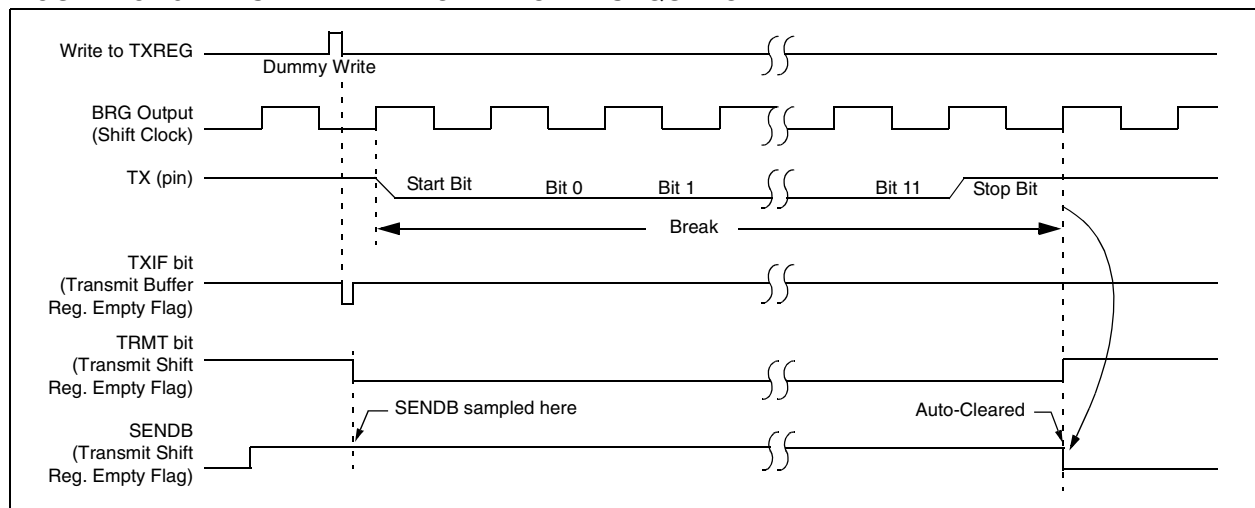 Write to TXREG
Dummy Write
BRG Output
(Shift Clock)
TX (pin)
Start Bit
Bit 0
Bit 1
Bit 11
Stop Bit
Break
TXIF bit
(Transmit Buffer
Reg. Empty Flag)
TRMT bit
(Transmit Shift
Reg. Empty Flag)
SENDB sampled here
Auto-Cleared
SENDB
(Transmit Shift
Reg. Empty Flag)